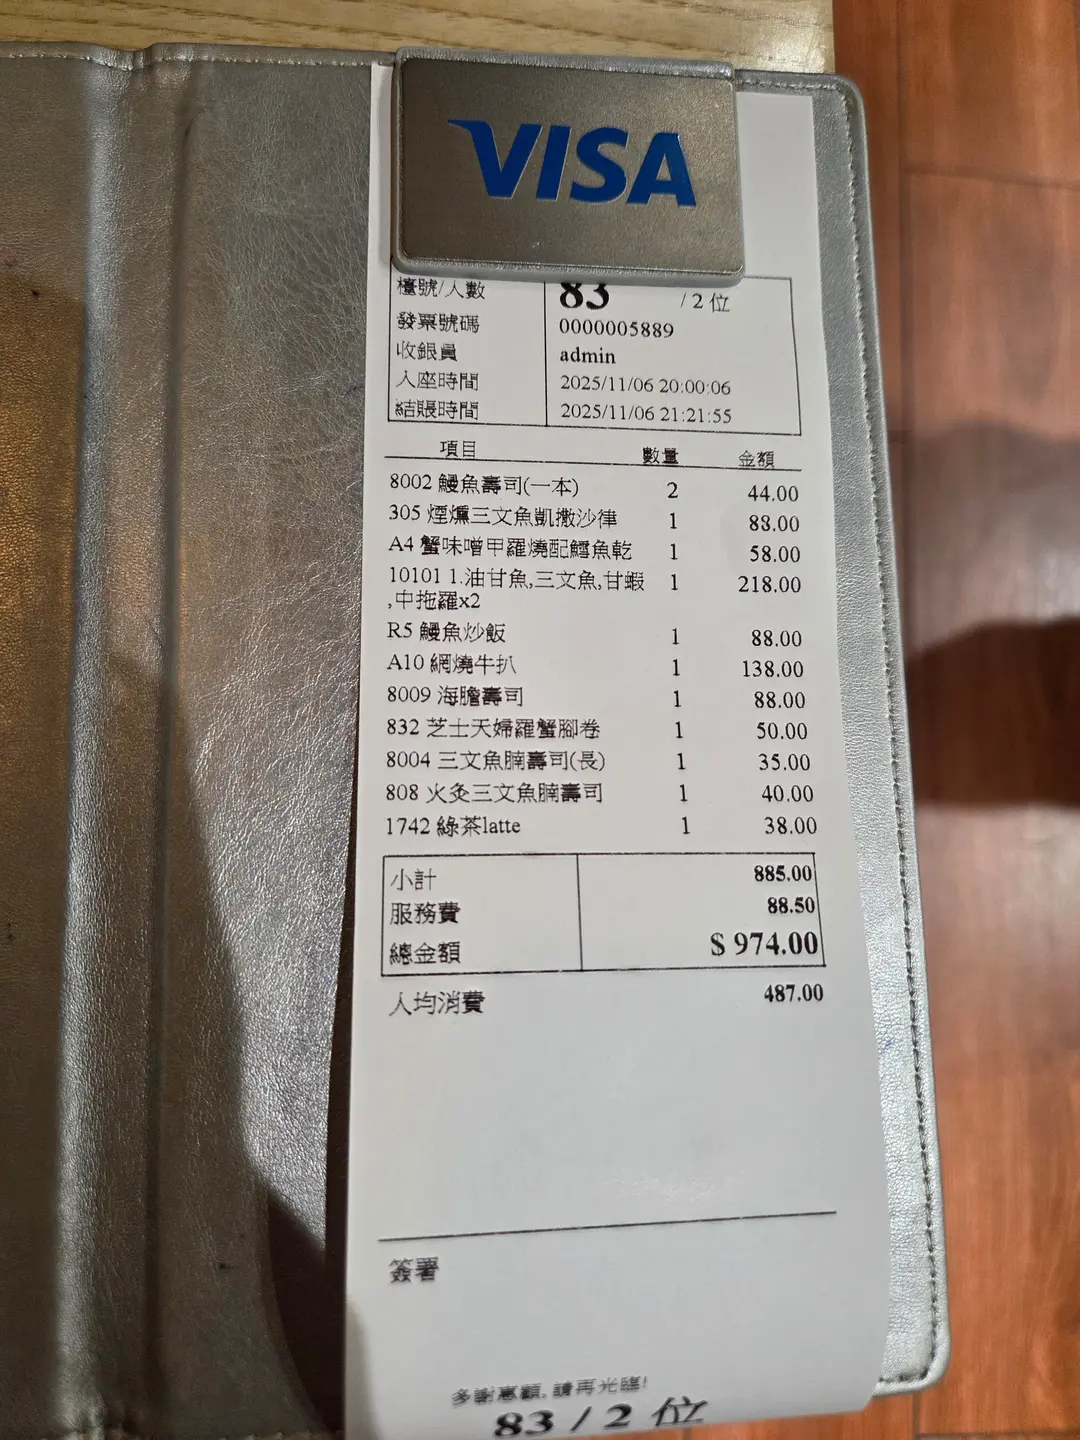 VISA
檯號/人數 83 / 2 位
發票號碼 0000005889
收銀員 admin
入座時間 2025/11/06 20:00:06
結賬時間 2025/11/06 21:21:55
項目 數量 金額
8002 鰻魚壽司(一本) 2 44.00
305 煙燻三文魚凱撒沙律 1 88.00
A4 蟹味噌甲羅燒配鱈魚乾 1 58.00
10101 1.油甘魚,三文魚,甘蝦 1 218.00
,中拖羅x2
R5 鰻魚炒飯 1 88.00
A10 網燒牛扒 1 138.00
8009 海膽壽司 1 88.00
832 芝士天婦羅蟹腳卷 1 50.00
8004 三文魚腩壽司(長) 1 35.00
808 火灸三文魚腩壽司 1 40.00
1742 綠茶latte 1 38.00
小計 885.00
服務費 88.50
總金額 $ 974.00
人均消費 487.00
簽署
多謝惠顧, 請再光臨!
83 / 2 位